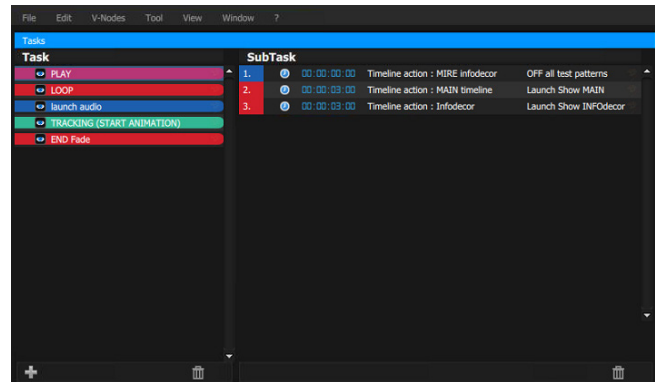 File Edit V-Nodes Tool View Window ?
Tasks
Task
PLAY
LOOP
launch audio
TRACKING (START ANIMATION)
END Fade
SubTask
1. 00:00:00:00 Timeline action : MIRE infodecor OFF all test patterns
2. 00:00:03:00 Timeline action : MAIN timeline Launch Show MAIN
3. 00:00:03:00 Timeline action : Infodecor Launch Show INFOdecor